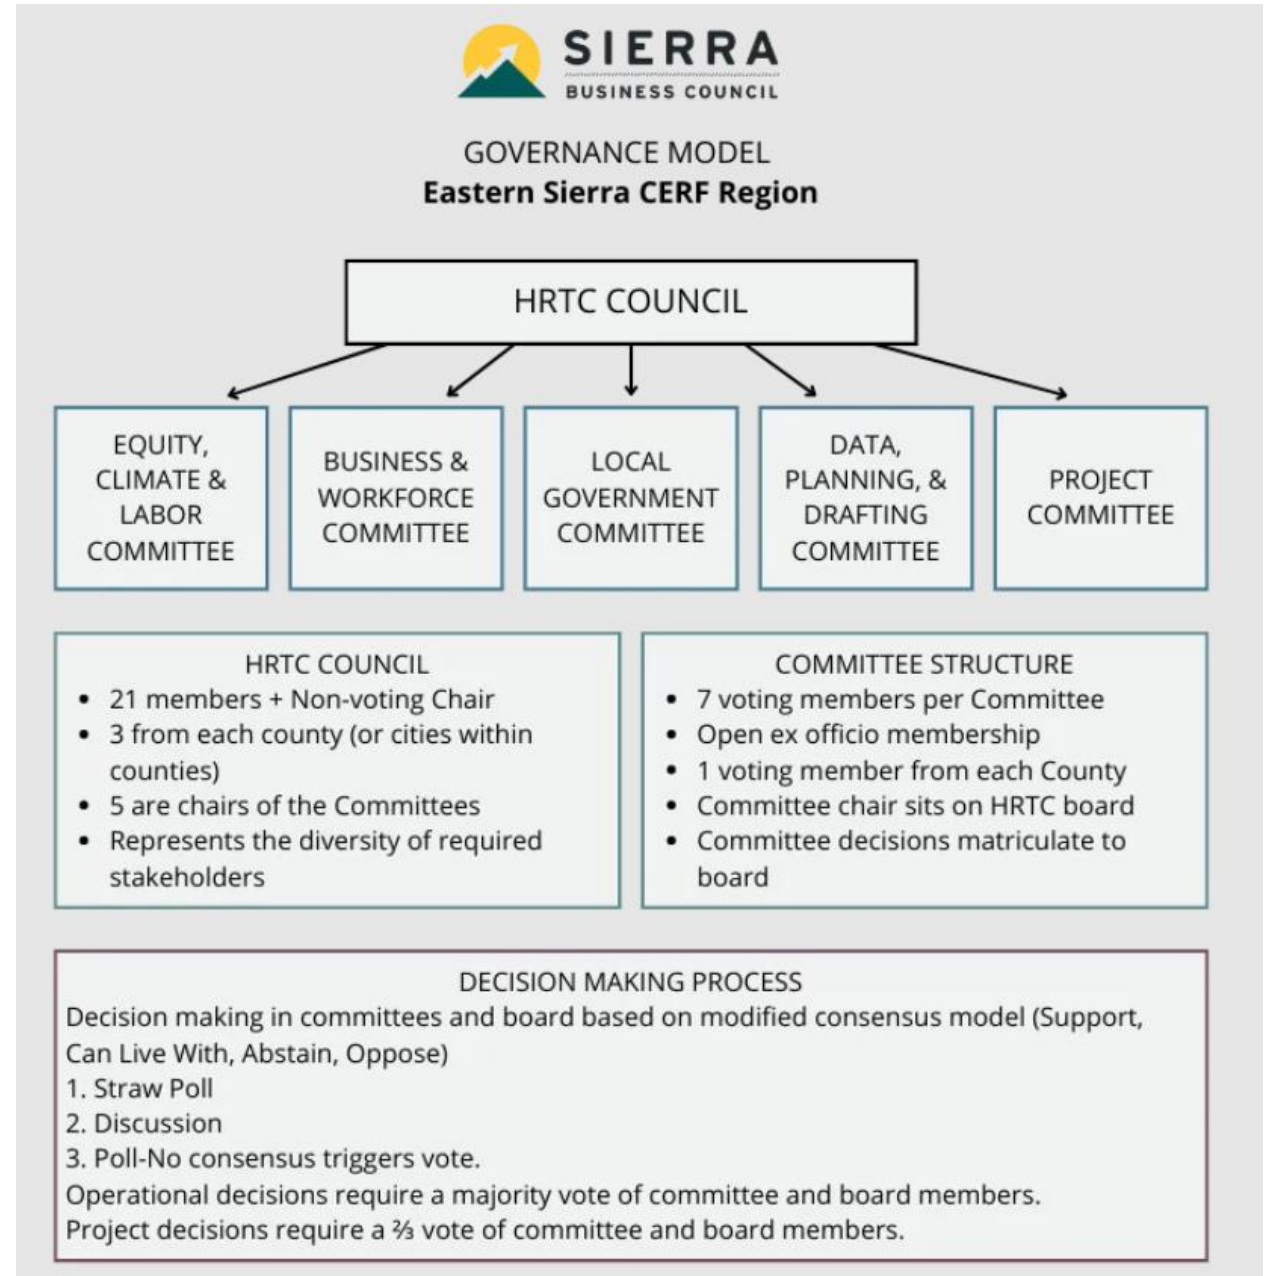 SIERRA
BUSINESS COUNCIL
GOVERNANCE MODEL
Eastern Sierra CERF Region
HRTC COUNCIL
EQUITY,
CLIMATE &
LABOR
COMMITTEE
BUSINESS &
WORKFORCE
COMMITTEE
LOCAL
GOVERNMENT
COMMITTEE
DATA,
PLANNING, &
DRAFTING
COMMITTEE
PROJECT
COMMITTEE
HRTC COUNCIL
• 21 members + Non-voting Chair
• 3 from each county (or cities within
counties)
• 5 are chairs of the Committees
• Represents the diversity of required
stakeholders
COMMITTEE STRUCTURE
• 7 voting members per Committee
• Open ex officio membership
• 1 voting member from each County
• Committee chair sits on HRTC board
• Committee decisions matriculate to
board
DECISION MAKING PROCESS
Decision making in committees and board based on modified consensus model (Support,
Can Live With, Abstain, Oppose)
1. Straw Poll
2. Discussion
3. Poll-No consensus triggers vote.
Operational decisions require a majority vote of committee and board members.
Project decisions require a ⅔ vote of committee and board members.